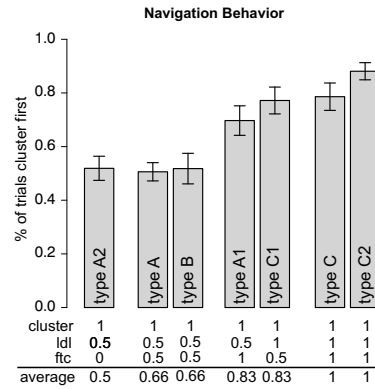 Navigation Behavior
% of trials cluster first
1.0
0.8
0.6
0.4
0.2
0.0
type A2
type A
type B
type A1
type C1
type C
type C2
cluster 1 1 1 1 1 1 1
ldl 0.5 0.5 0.5 0.5 1 1 1
ftc 0 0.5 0.5 1 0.5 1 1
average 0.5 0.66 0.66 0.83 0.83 1 1